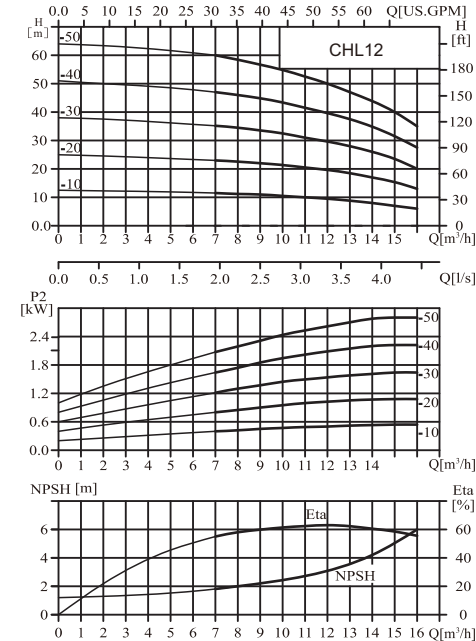 0.0 5 10 15 20 25 30 35 40 45 50 55 60 Q[US.GPM]
H
[m]
H
[ft]
CHL12
-50
-40
-30
-20
-10
60
50
40
30
20
10
0.0
180
150
120
90
60
30
0
0 1 2 3 4 5 6 7 8 9 10 11 12 13 14 15 Q[m³/h]
0.0 0.5 1.0 1.5 2.0 2.5 3.0 3.5 4.0 Q[l/s]
P2
[kW]
2.4
1.8
1.2
0.6
0.0
-50
-40
-30
-20
-10
0 1 2 3 4 5 6 7 8 9 10 11 12 13 14 Q[m³/h]
NPSH [m]
Eta
[%]
Eta
NPSH
6
4
2
0
60
40
20
0
0 1 2 3 4 5 6 7 8 9 10 11 12 13 14 15 16 Q[m³/h]